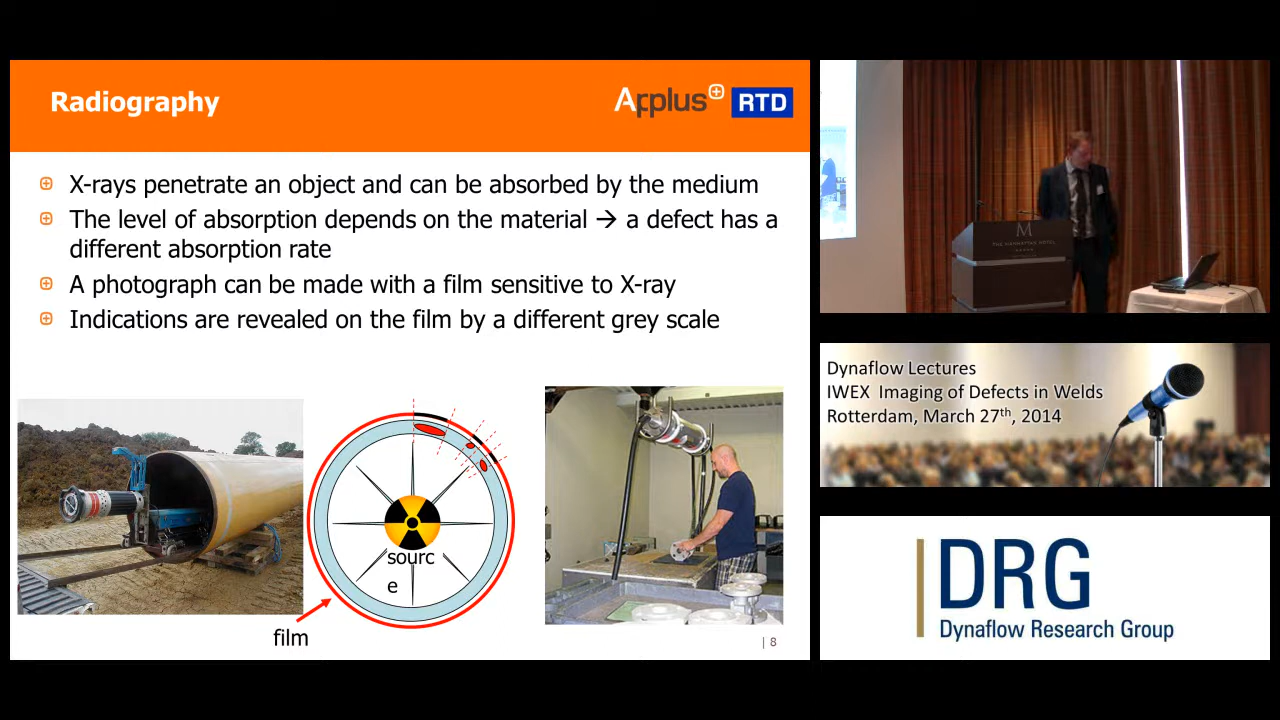 Radiography
Applus+ RTD
X-rays penetrate an object and can be absorbed by the medium
The level of absorption depends on the material → a defect has a
different absorption rate
A photograph can be made with a film sensitive to X-ray
Indications are revealed on the film by a different grey scale
sourc
e
film
| 8
M
Dynaflow Lectures
IWEX Imaging of Defects in Welds
Rotterdam, March 27th, 2014
DRG
Dynaflow Research Group